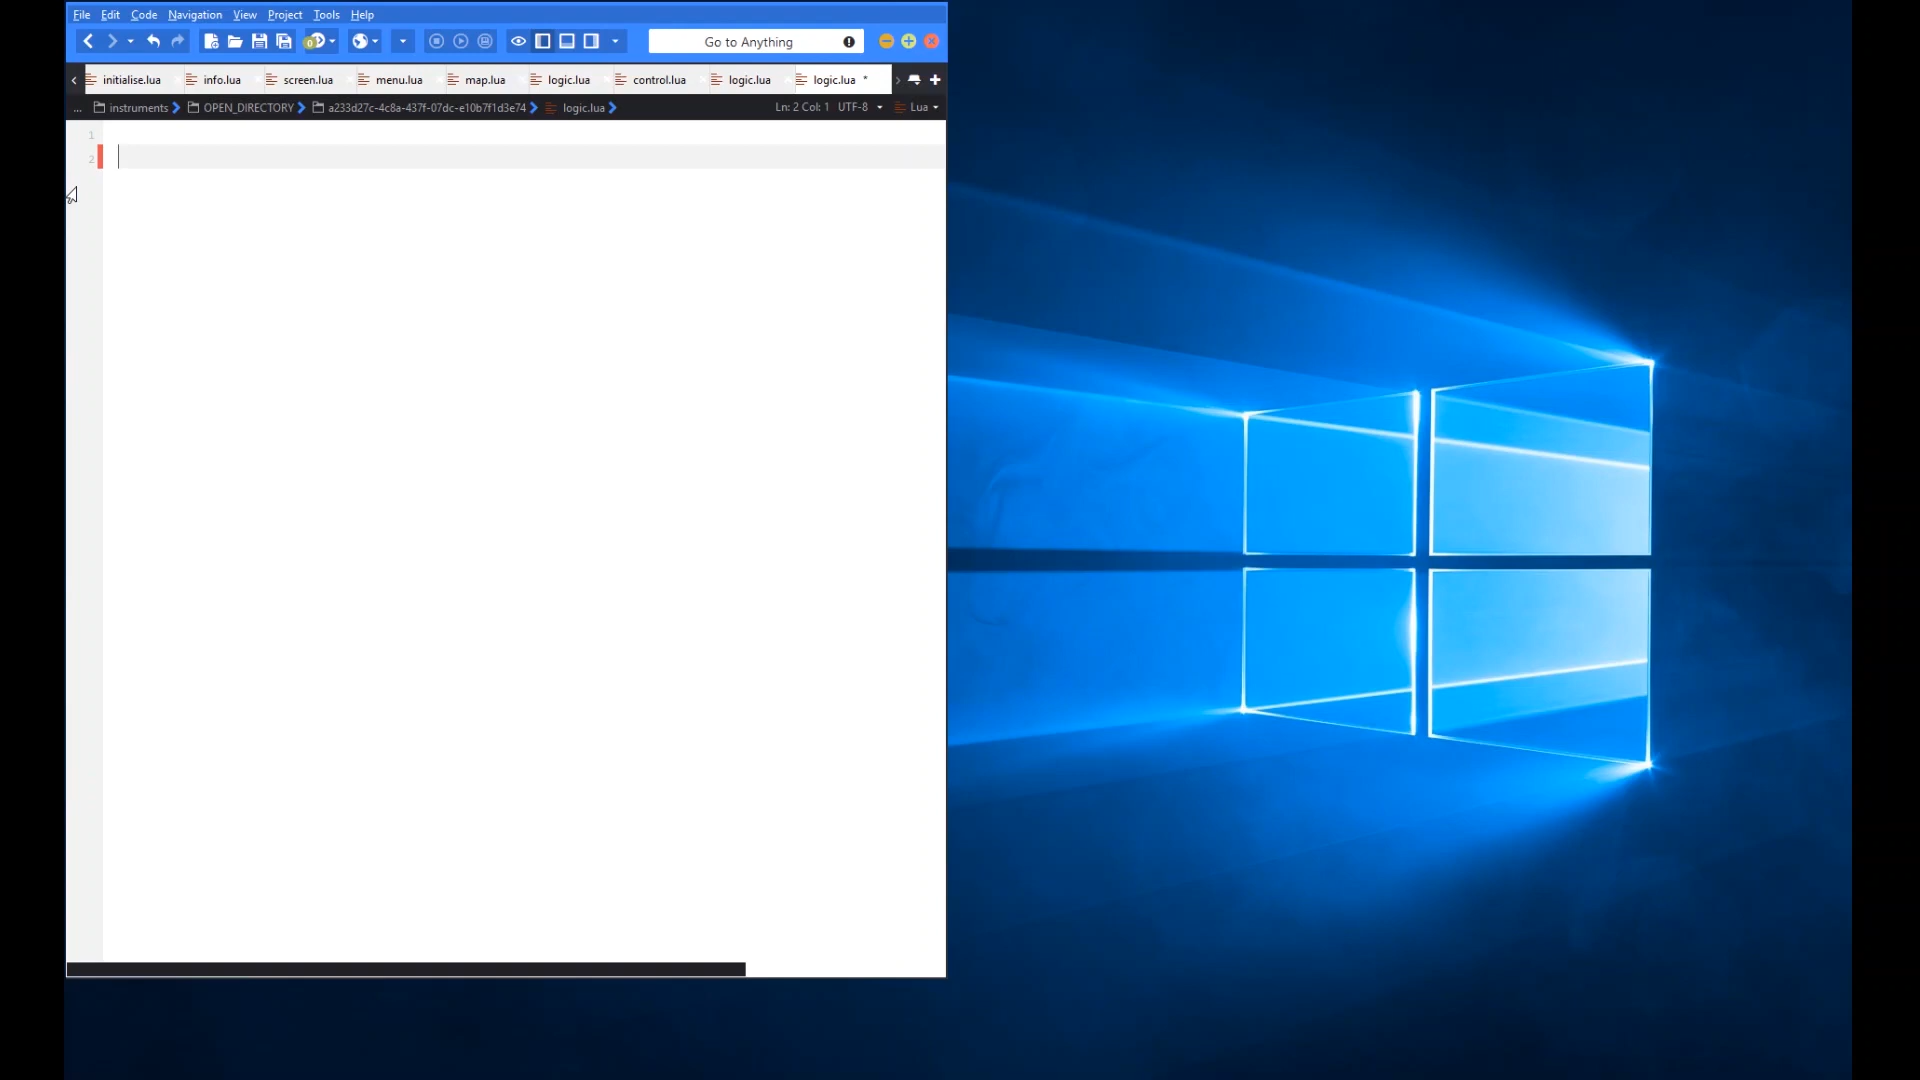 File Edit Code Navigation View Project Tools Help
Go to Anything
initialise.lua info.lua screen.lua menu.lua map.lua logic.lua control.lua logic.lua logic.lua *
... instruments OPEN_DIRECTORY a233d27c-4c8a-437f-07dc-e10b7f1d3e74 logic.lua Ln: 2 Col: 1 UTF-8 Lua
1
2